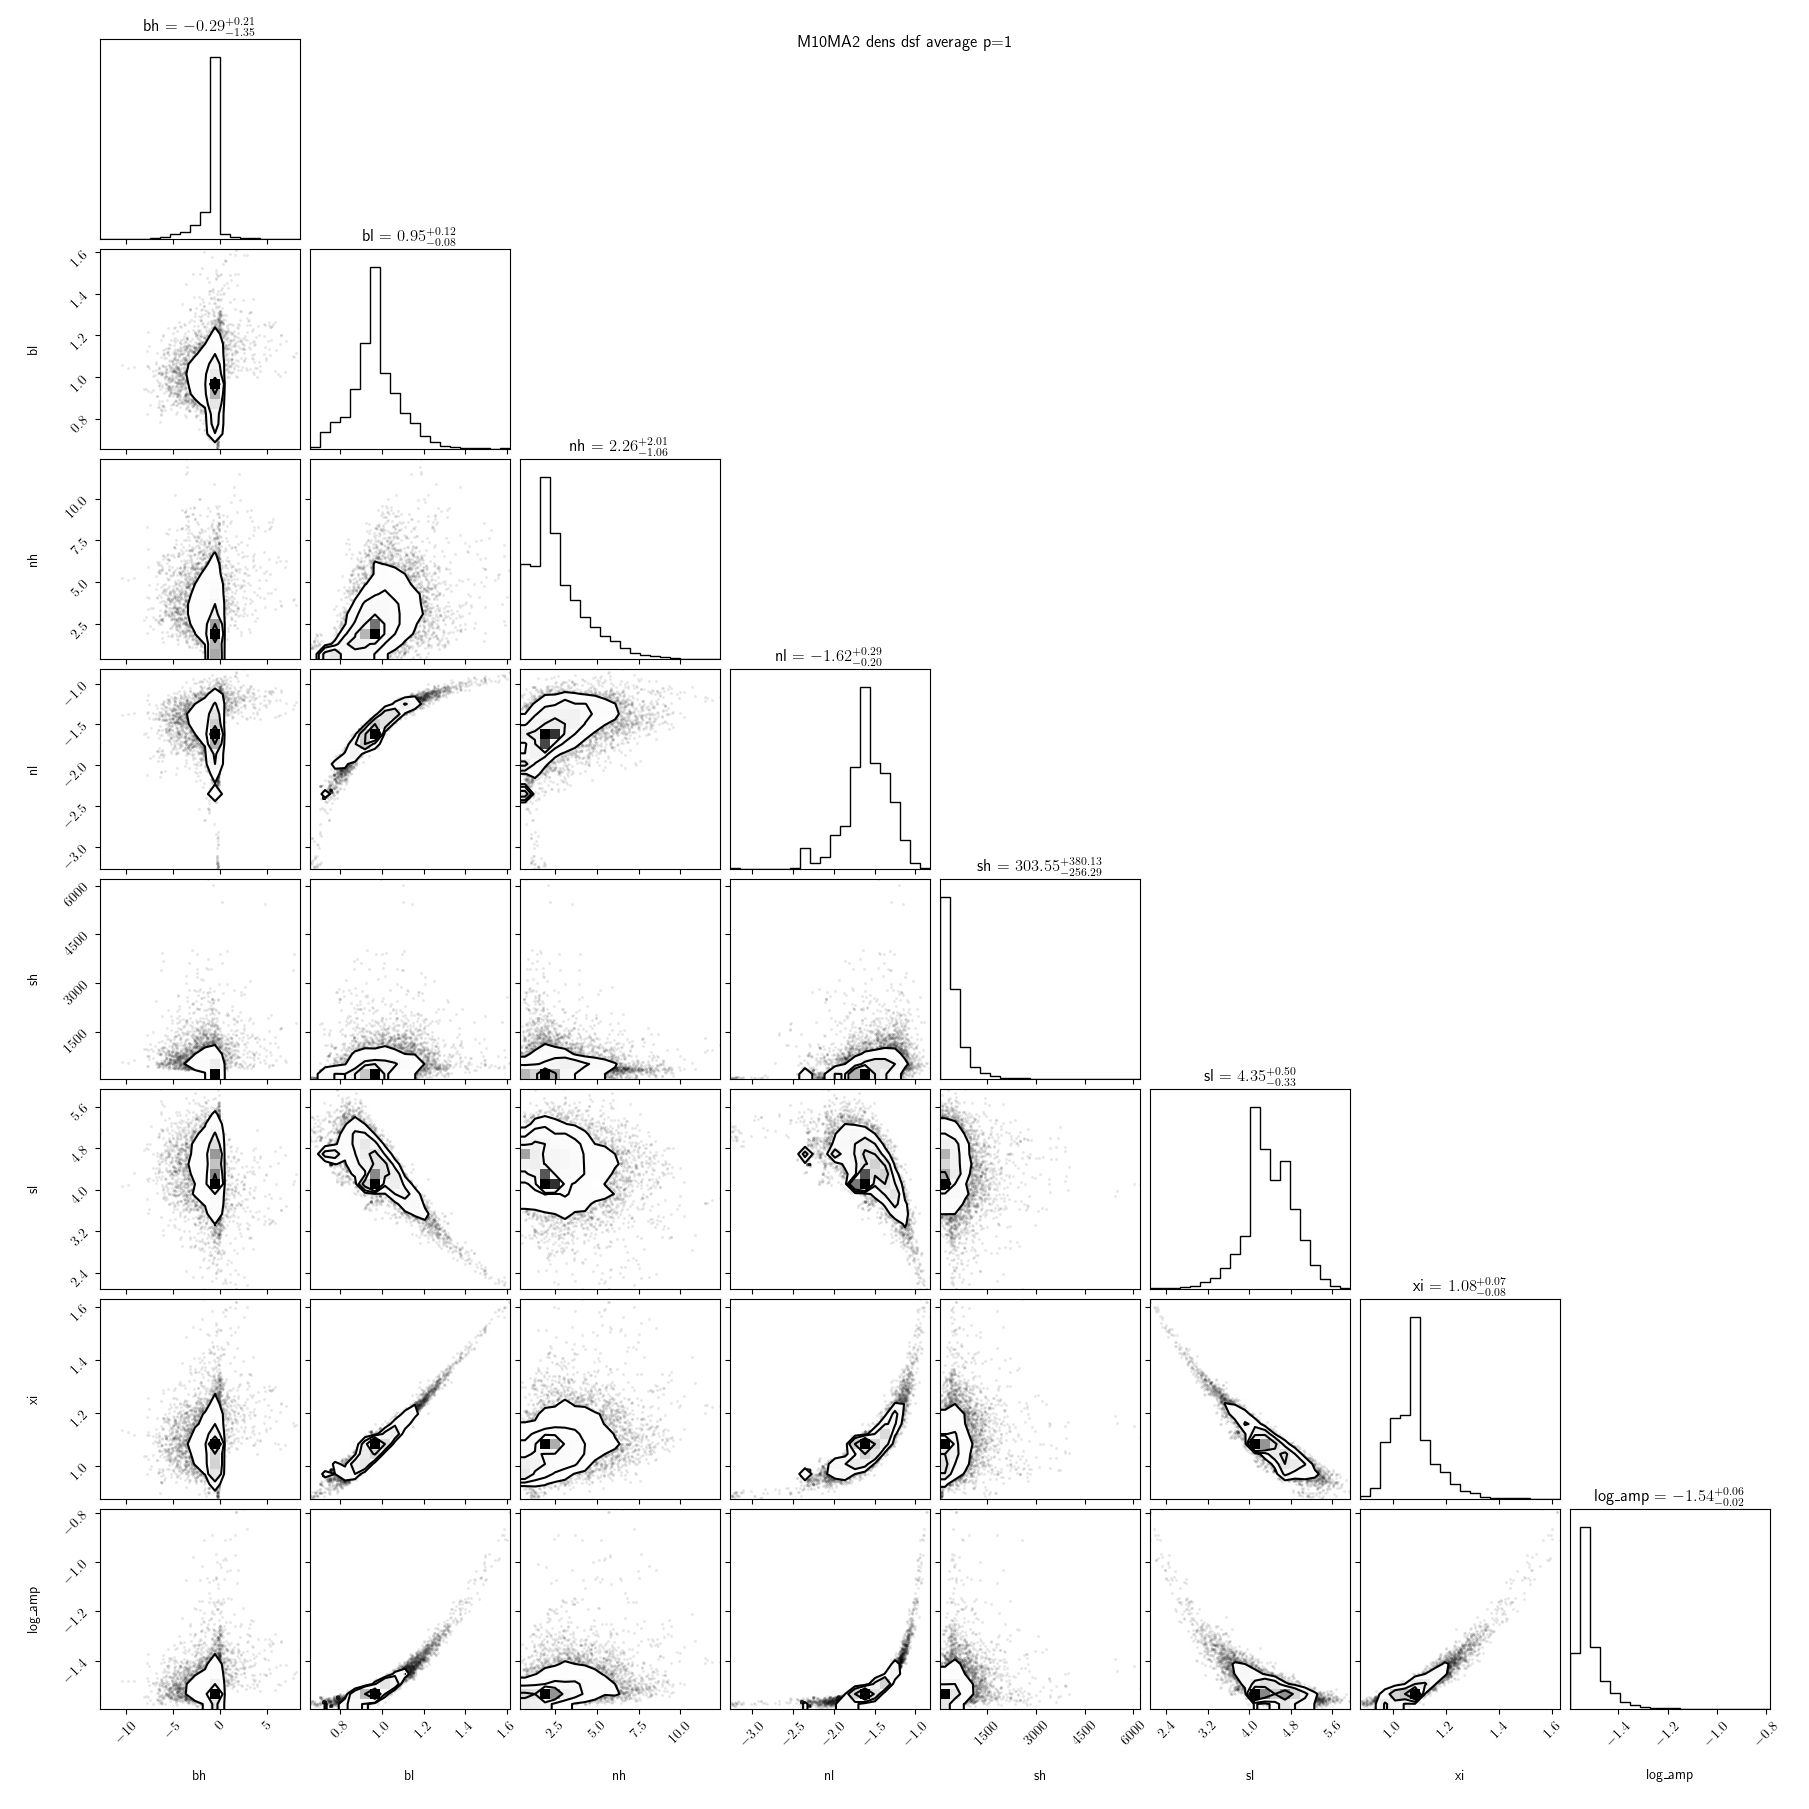 M10MA2 dens dsf average p=1
bh = −0.29+0.21−1.35
bl = 0.95+0.12−0.08
nh = 2.26+2.01−1.06
nl = −1.62+0.29−0.20
sh = 303.55+380.13−256.29
sl = 4.35+0.50−0.33
xi = 1.08+0.07−0.08
log_amp = −1.54+0.06−0.02
bl
1.6
1.4
1.2
1.0
0.8
nh
10.0
7.5
5.0
2.5
nl
−1.0
−1.5
−2.0
−2.5
−3.0
sh
6000
4500
3000
1500
sl
5.6
4.8
4.0
3.2
2.4
xi
1.6
1.4
1.2
1.0
log_amp
−0.8
−1.0
−1.2
−1.4
−10 −5 0 5
0.8 1.0 1.2 1.4 1.6
2.5 5.0 7.5 10.0
−3.0 −2.5 −2.0 −1.5 −1.0
1500 3000 4500 6000
2.4 3.2 4.0 4.8 5.6
1.0 1.2 1.4 1.6
−1.4 −1.2 −1.0 −0.8
bh bl nh nl sh sl xi log_amp